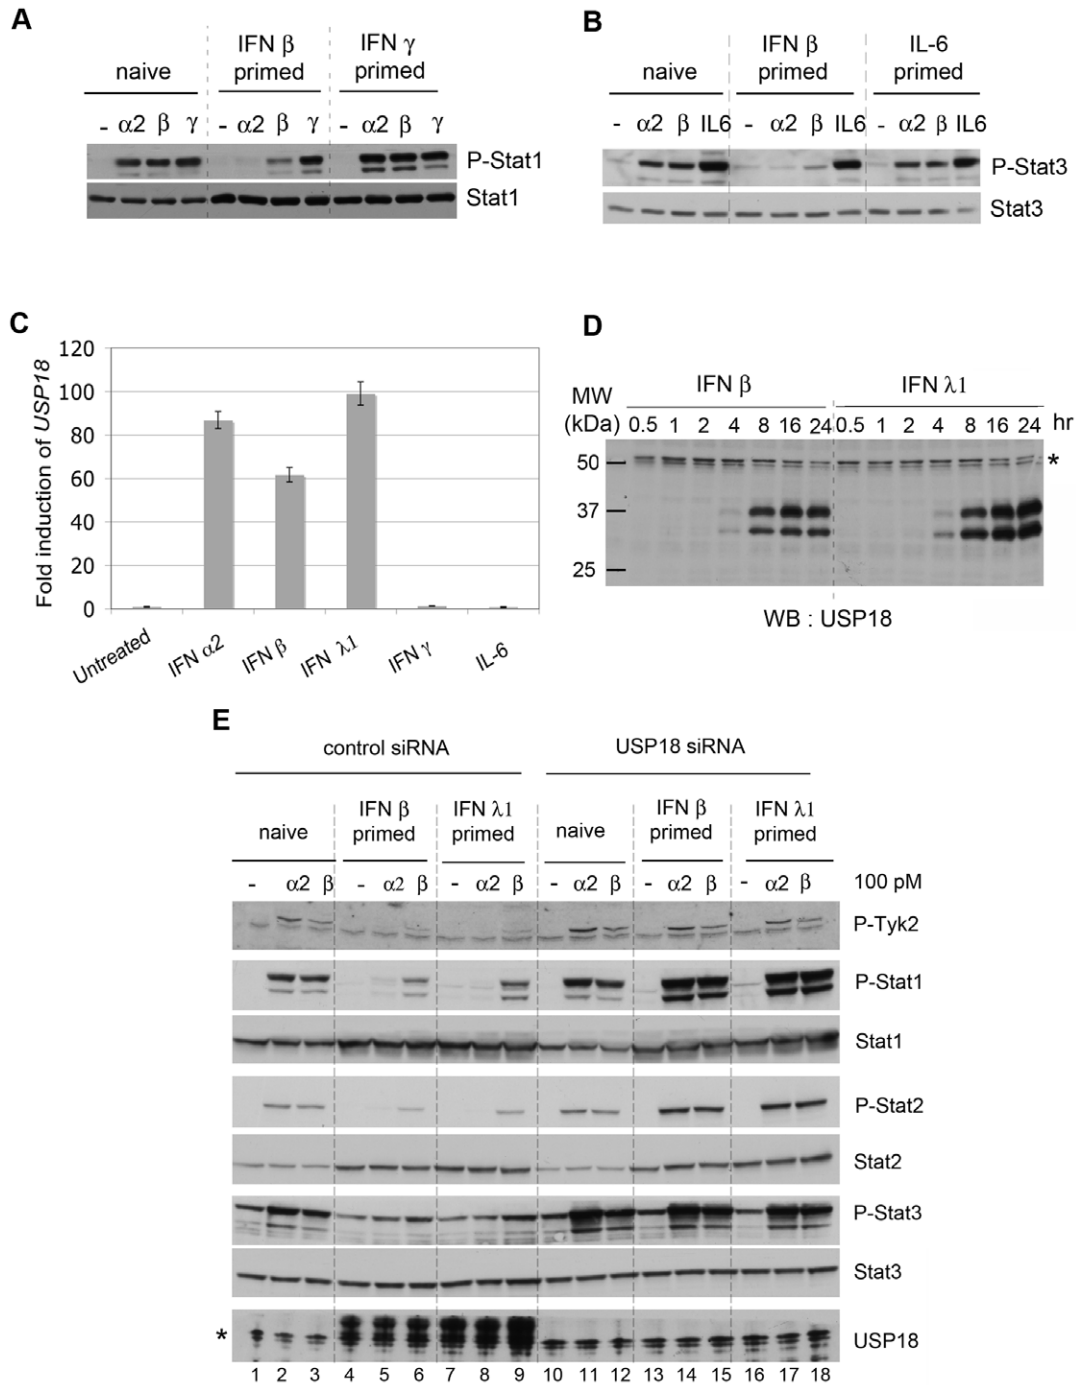 A
IFN β IFN γ
naive primed primed
- α2 β γ - α2 β γ - α2 β γ
P-Stat1
Stat1
B
IFN β IL-6
naive primed primed
- α2 β IL6 - α2 β IL6 - α2 β IL6
P-Stat3
Stat3
C
Fold induction of USP18
120
100
80
60
40
20
0
Untreated IFN α2 IFN β IFN λ1 IFN γ IL-6
D
IFN β IFN λ1
MW
(kDa) 0.5 1 2 4 8 16 24 0.5 1 2 4 8 16 24 hr
50 *
37
25
WB : USP18
E
control siRNA USP18 siRNA
IFN β IFN λ1 IFN β IFN λ1
naive primed primed naive primed primed
- α2 β - α2 β - α2 β - α2 β - α2 β - α2 β 100 pM
P-Tyk2
P-Stat1
Stat1
P-Stat2
Stat2
P-Stat3
Stat3
* USP18
1 2 3 4 5 6 7 8 9 10 11 12 13 14 15 16 17 18